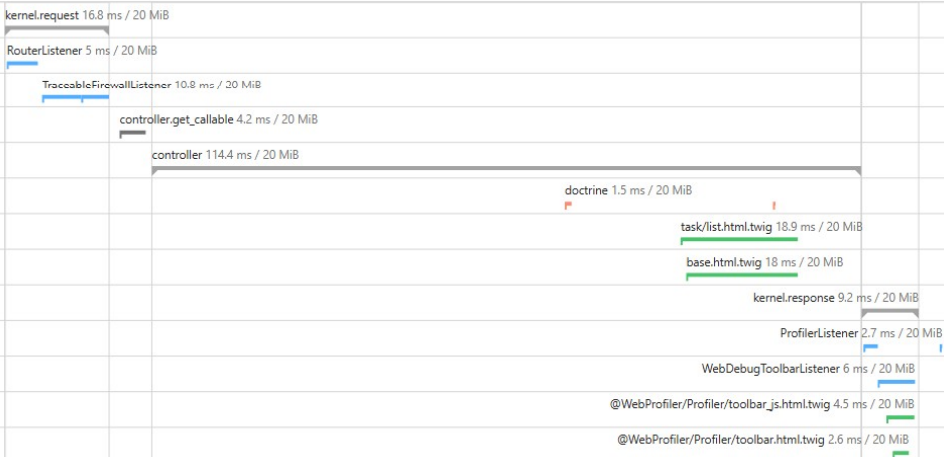 kernel.request 16.8 ms / 20 MiB
RouterListener 5 ms / 20 MiB
TraceableFirewallListener 10.8 ms / 20 MiB
controller.get_callable 4.2 ms / 20 MiB
controller 114.4 ms / 20 MiB
doctrine 1.5 ms / 20 MiB
task/list.html.twig 18.9 ms / 20 MiB
base.html.twig 18 ms / 20 MiB
kernel.response 9.2 ms / 20 MiB
ProfilerListener 2.7 ms / 20 MiB
WebDebugToolbarListener 6 ms / 20 MiB
@WebProfiler/Profiler/toolbar_js.html.twig 4.5 ms / 20 MiB
@WebProfiler/Profiler/toolbar.html.twig 2.6 ms / 20 MiB